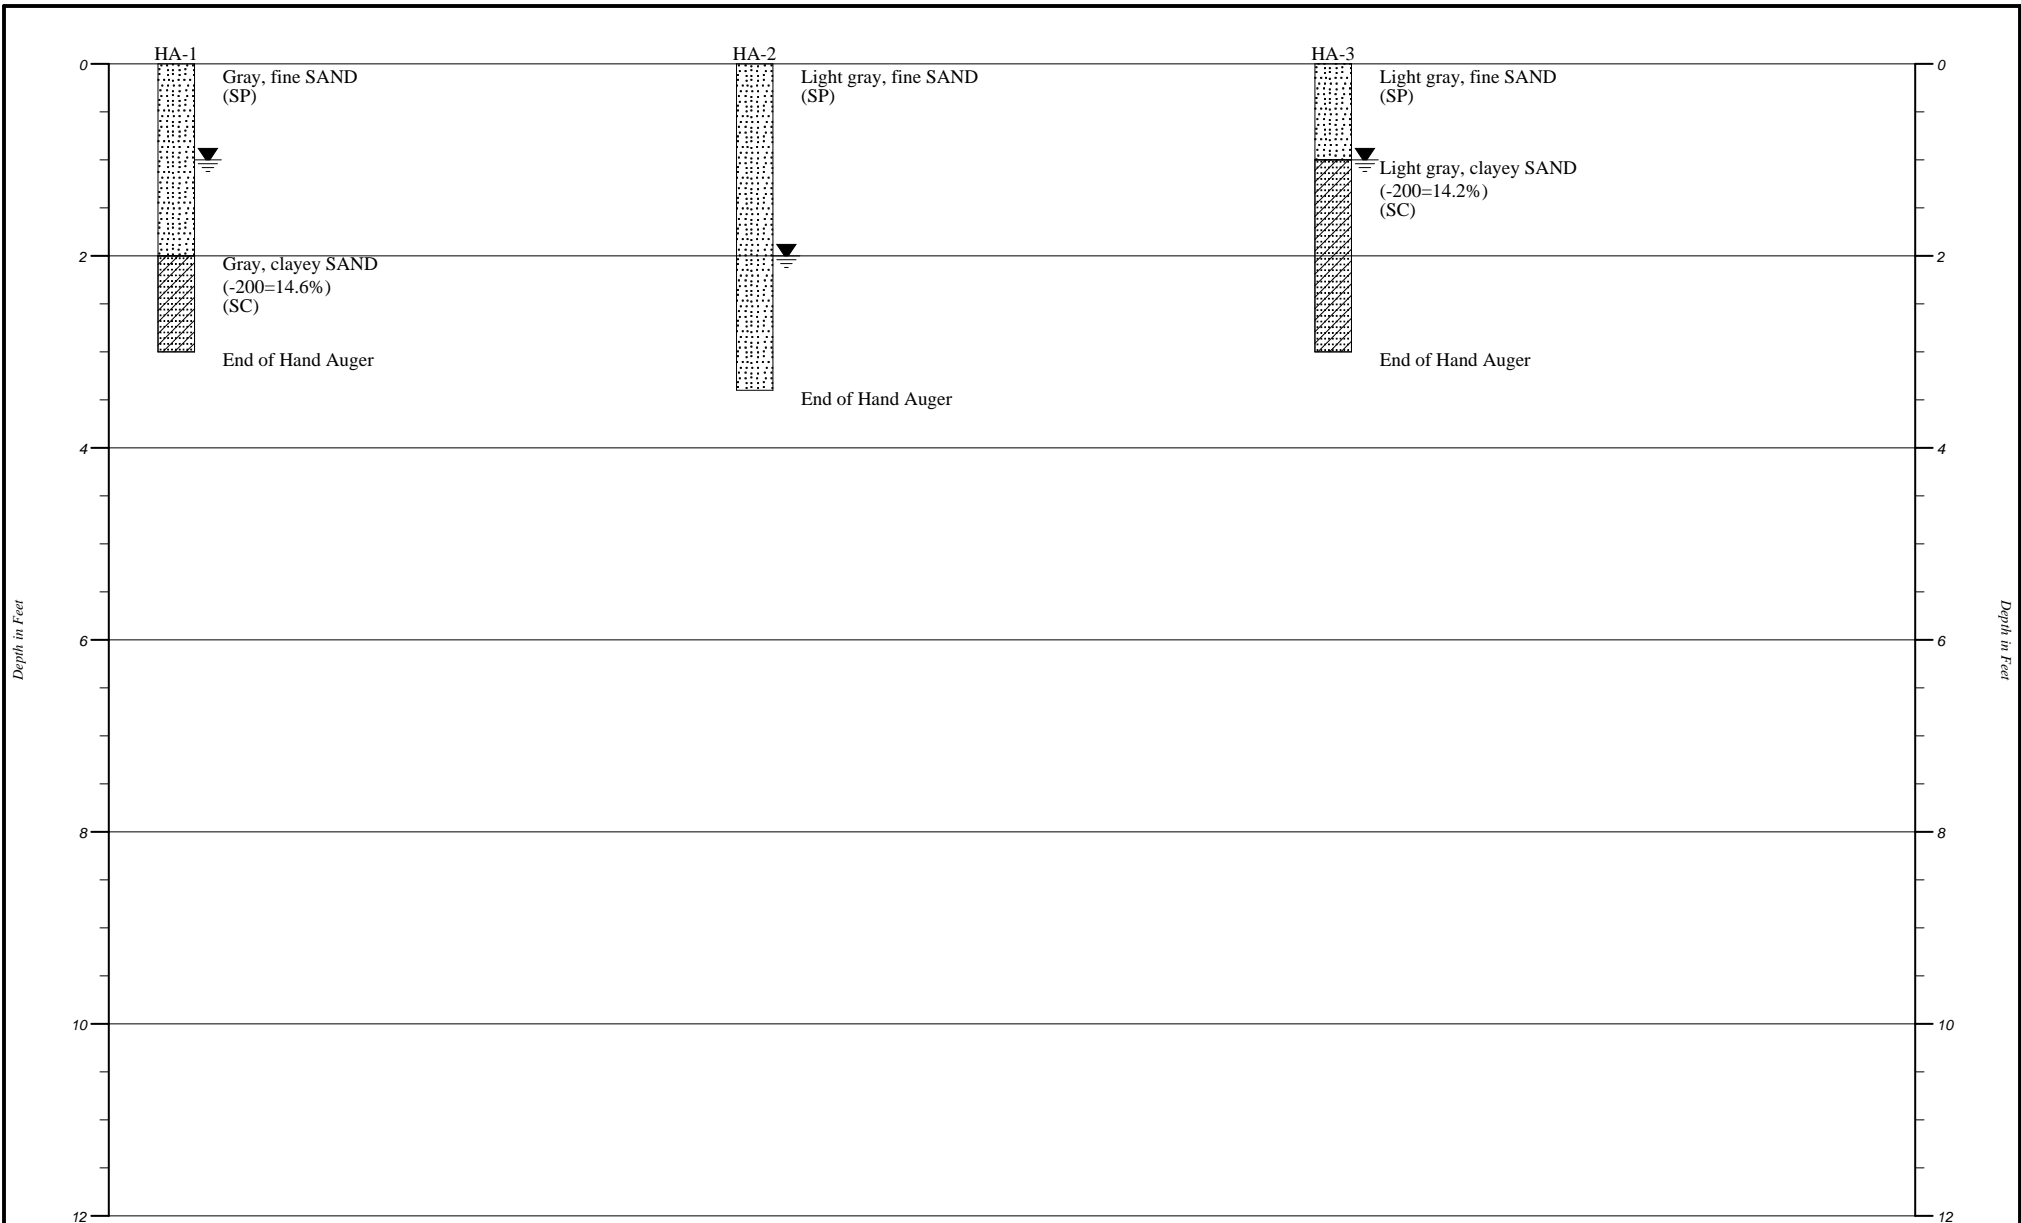 HA-1
HA-2
HA-3
0
0
Gray, fine SAND
(SP)
Light gray, fine SAND
(SP)
Light gray, fine SAND
(SP)
Light gray, clayey SAND
(-200=14.2%)
(SC)
2
2
Gray, clayey SAND
(-200=14.6%)
(SC)
End of Hand Auger
End of Hand Auger
End of Hand Auger
4
4
Depth in Feet
Depth in Feet
6
6
8
8
10
10
12
12